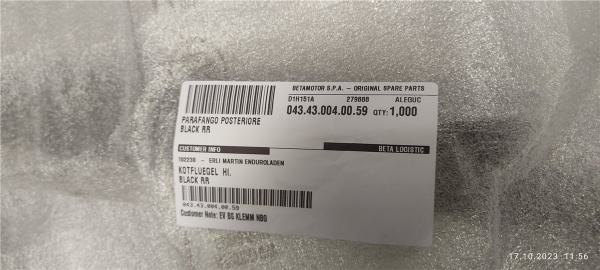 BETAMOTOR S.P.A. - ORIGINAL SPARE PARTS
D1H151A 279888 ALEGUC
043.43.004.00.59 QTY: 1,000
PARAFANGO POSTERIORE
BLACK RR
CUSTOMER INFO BETA LOGISTIC
102238 - ERLI MARTIN ENDUROLADEN
KOTFLUEGEL HI.
BLACK RR
043.43.004.00.59
Customer Note: EV BG KLEMM NBG
17.10.2023 11:56